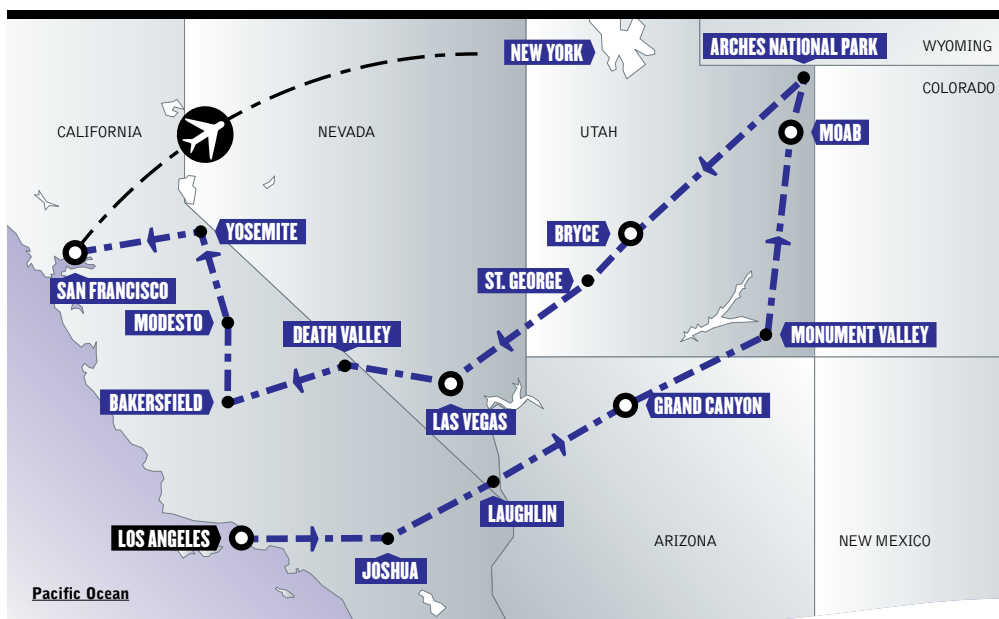 NEW YORK
ARCHES NATIONAL PARK
WYOMING
COLORADO
CALIFORNIA
NEVADA
UTAH
MOAB
YOSEMITE
BRYCE
ST. GEORGE
SAN FRANCISCO
MODESTO
DEATH VALLEY
MONUMENT VALLEY
BAKERSFIELD
LAS VEGAS
GRAND CANYON
LAUGHLIN
LOS ANGELES
ARIZONA
NEW MEXICO
JOSHUA
Pacific Ocean